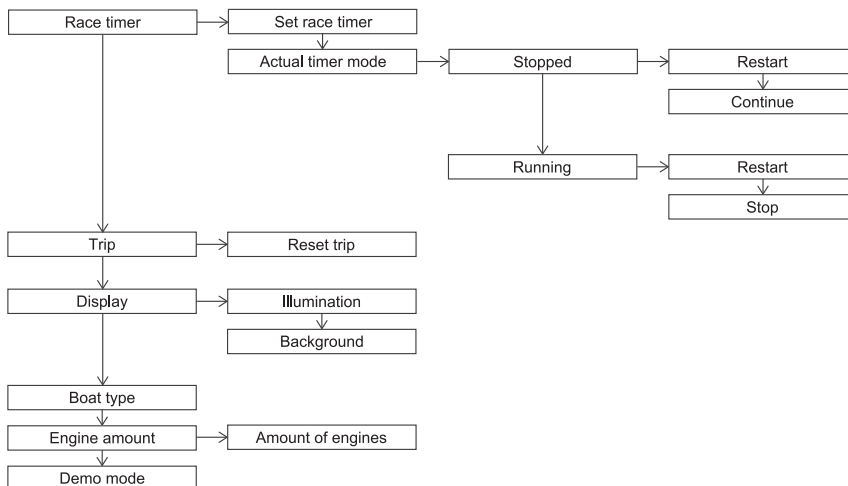 Race timer
Set race timer
Actual timer mode
Stopped
Restart
Continue
Running
Restart
Stop
Trip
Reset trip
Display
Illumination
Background
Boat type
Engine amount
Amount of engines
Demo mode